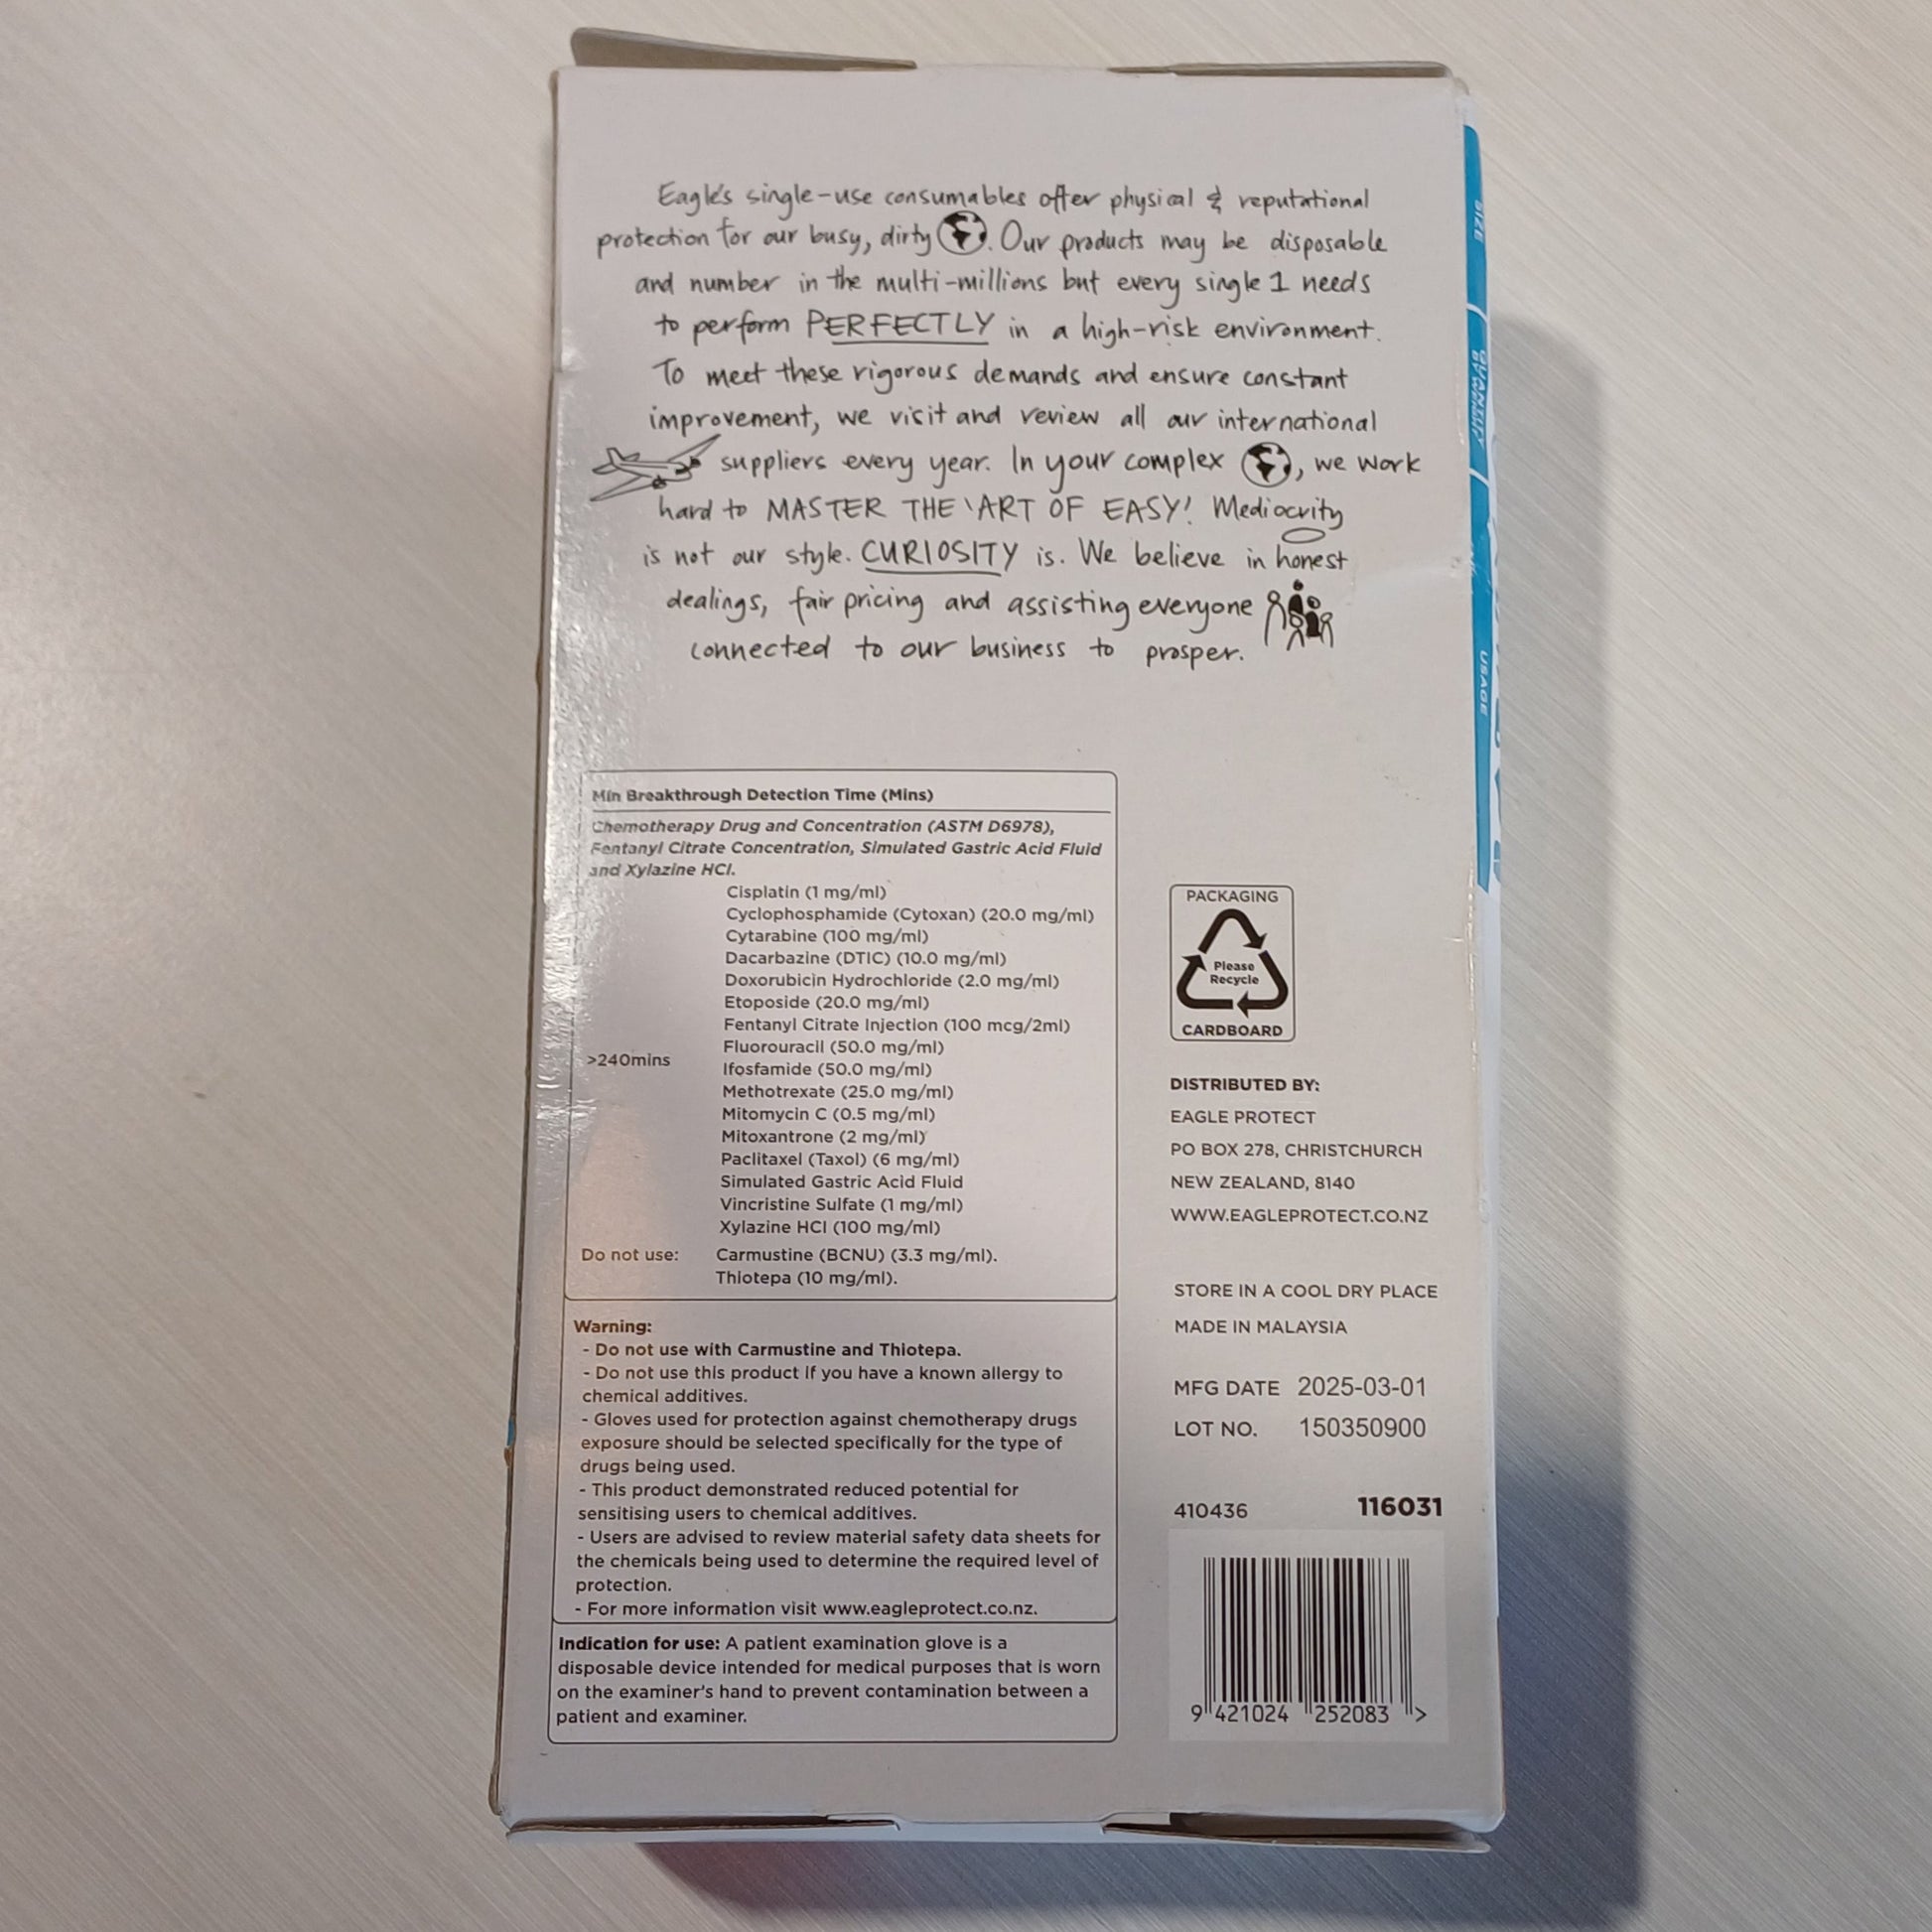 Eagle's single-use consumables offer physical & reputational
protection for our busy, dirty. Our products may be disposable
and number in the multi-millions but every single 1 needs
to perform PERFECTLY in a high-risk environment.
To meet these rigorous demands and ensure constant
improvement, we visit and review all our international
suppliers every year. In your complex, we work
hard to MASTER THE 'ART OF EASY! Mediocrity
is not our style. CURIOSITY is. We believe in honest
dealings, fair pricing and assisting everyone
connected to our business to prosper.
Min Breakthrough Detection Time (Mins)
Chemotherapy Drug and Concentration (ASTM D6978),
Fentanyl Citrate Concentration, Simulated Gastric Acid Fluid
and Xylazine HCl.
>240mins
Cisplatin (1 mg/ml)
Cyclophosphamide (Cytoxan) (20.0 mg/ml)
Cytarabine (100 mg/ml)
Dacarbazine (DTIC) (10.0 mg/ml)
Doxorubicin Hydrochloride (2.0 mg/ml)
Etoposide (20.0 mg/ml)
Fentanyl Citrate Injection (100 mcg/2ml)
Fluorouracil (50.0 mg/ml)
Ifosfamide (50.0 mg/ml)
Methotrexate (25.0 mg/ml)
Mitomycin C (0.5 mg/ml)
Mitoxantrone (2 mg/ml)
Paclitaxel (Taxol) (6 mg/ml)
Simulated Gastric Acid Fluid
Vincristine Sulfate (1 mg/ml)
Xylazine HCl (100 mg/ml)
Do not use: Carmustine (BCNU) (3.3 mg/ml).
Thiotepa (10 mg/ml).
Warning:
- Do not use with Carmustine and Thiotepa.
- Do not use this product if you have a known allergy to
chemical additives.
- Gloves used for protection against chemotherapy drugs
exposure should be selected specifically for the type of
drugs being used.
- This product demonstrated reduced potential for
sensitising users to chemical additives.
- Users are advised to review material safety data sheets for
the chemicals being used to determine the required level of
protection.
- For more information visit www.eagleprotect.co.nz.
Indication for use: A patient examination glove is a
disposable device intended for medical purposes that is worn
on the examiner's hand to prevent contamination between a
patient and examiner.
PACKAGING
Please
Recycle
CARDBOARD
DISTRIBUTED BY:
EAGLE PROTECT
PO BOX 278, CHRISTCHURCH
NEW ZEALAND, 8140
WWW.EAGLEPROTECT.CO.NZ
STORE IN A COOL DRY PLACE
MADE IN MALAYSIA
MFG DATE 2025-03-01
LOT NO. 150350900
410436 116031
9 421024 252083 >
SIZE
QUANTITY
BY WEIGHT
USAGE